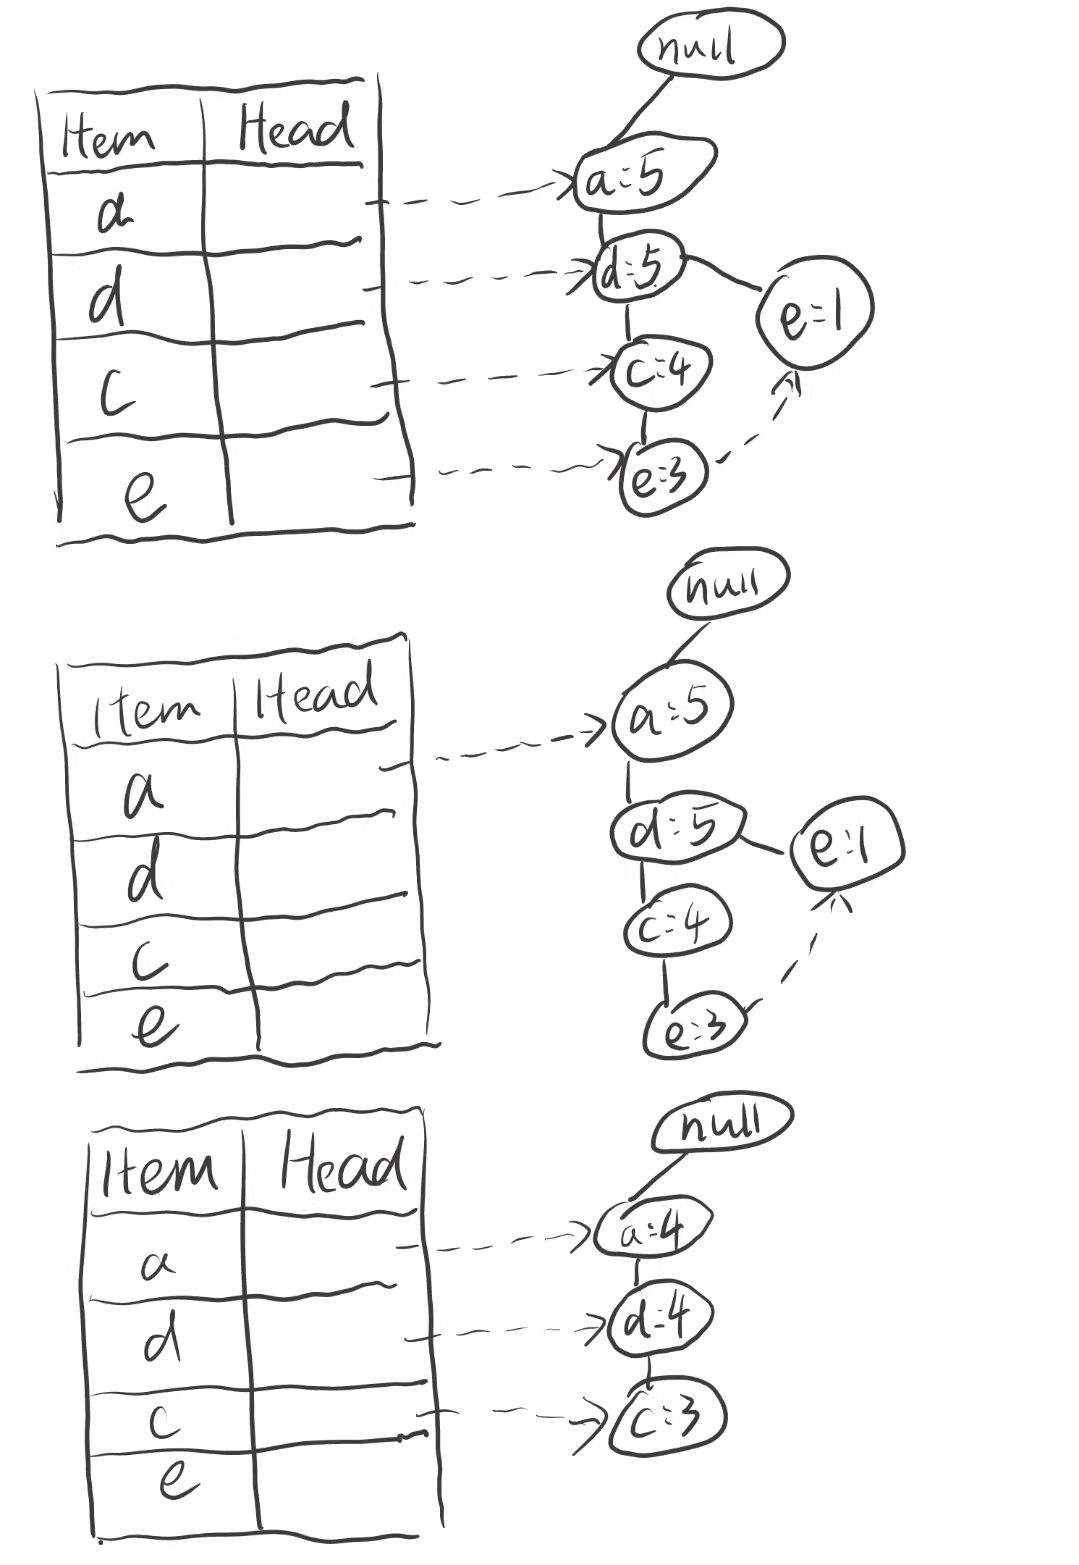 null
Item Head
a
a:5
d
d:5
e:1
c
c:4
e
e:3
null
Item Head
a
a:5
d
d:5
e:1
c
c:4
e
e:3
null
Item Head
a
a:4
d
d:4
c
c:3
e